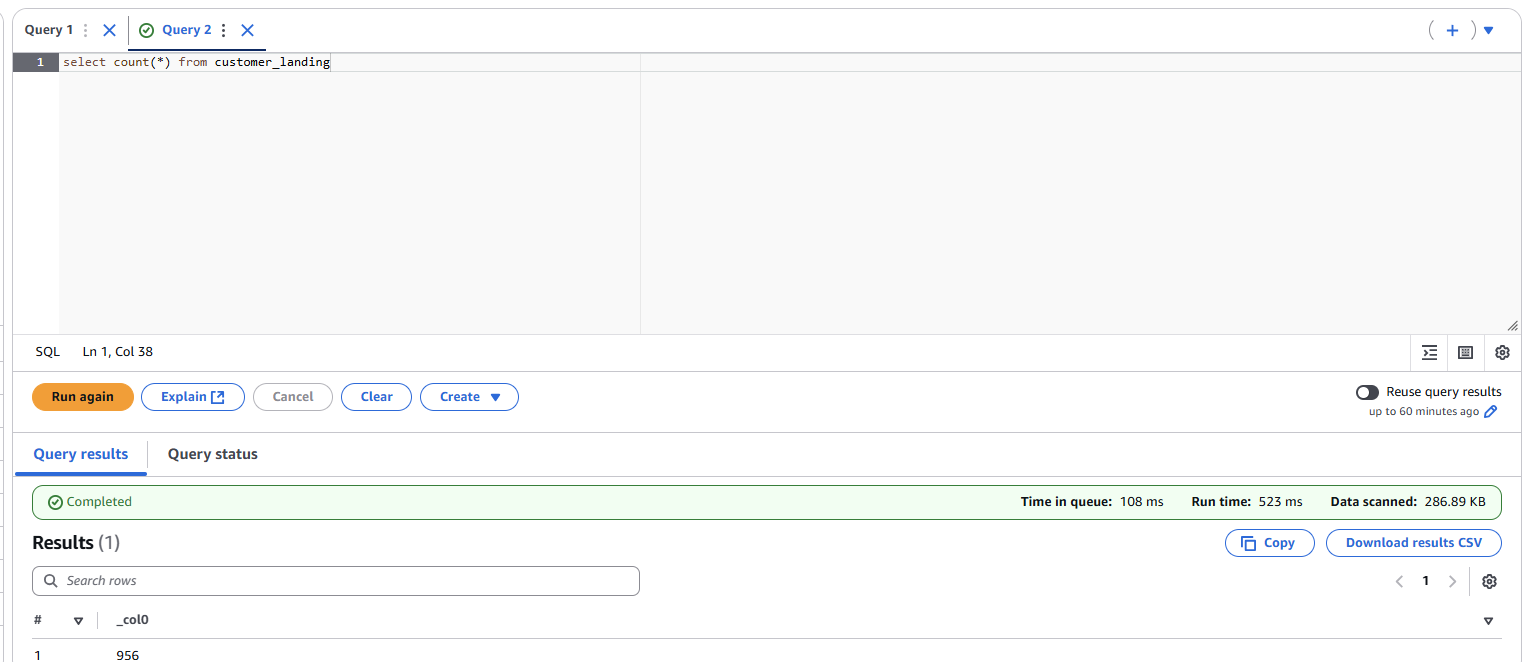 Query 1 Query 2
1 select count(*) from customer_landing
SQL Ln 1, Col 38
Run again Explain Cancel Clear Create Reuse query results
up to 60 minutes ago
Query results Query status
Completed Time in queue: 108 ms Run time: 523 ms Data scanned: 286.89 KB
Results (1) Copy Download results CSV
Search rows 1
# _col0
1 956